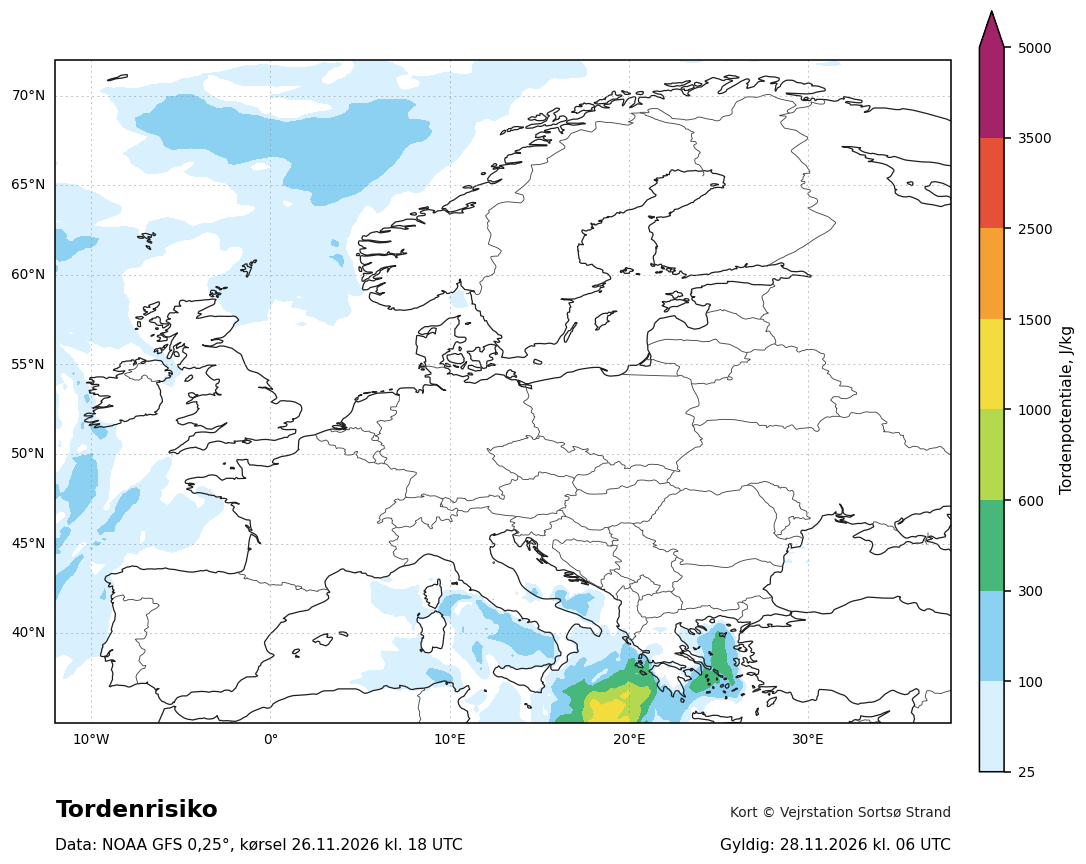 5000
3500
2500
1500
1000
600
300
100
25
Tordenpotentiale, J/kg
70°N
65°N
60°N
55°N
50°N
45°N
40°N
10°W
0°
10°E
20°E
30°E
Tordenrisiko
Kort © Vejrstation Sortsø Strand
Data: NOAA GFS 0,25°, kørsel 26.11.2026 kl. 18 UTC
Gyldig: 28.11.2026 kl. 06 UTC